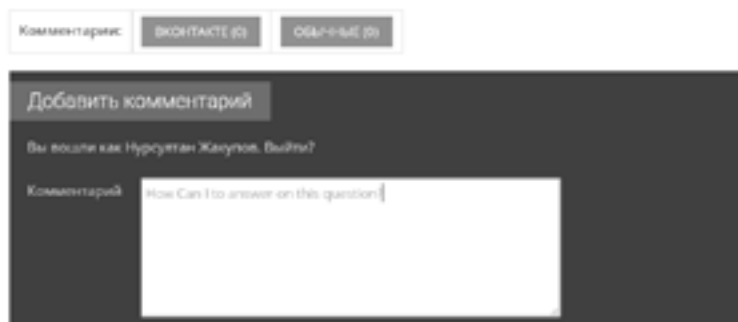 Комментарии: ВКОНТАКТЕ (0) ОБЫЧНЫЕ (0)
Добавить комментарий
Вы вошли как Нурсултан Жакупов. Выйти?
Комментарий How Can I to answer on this question?